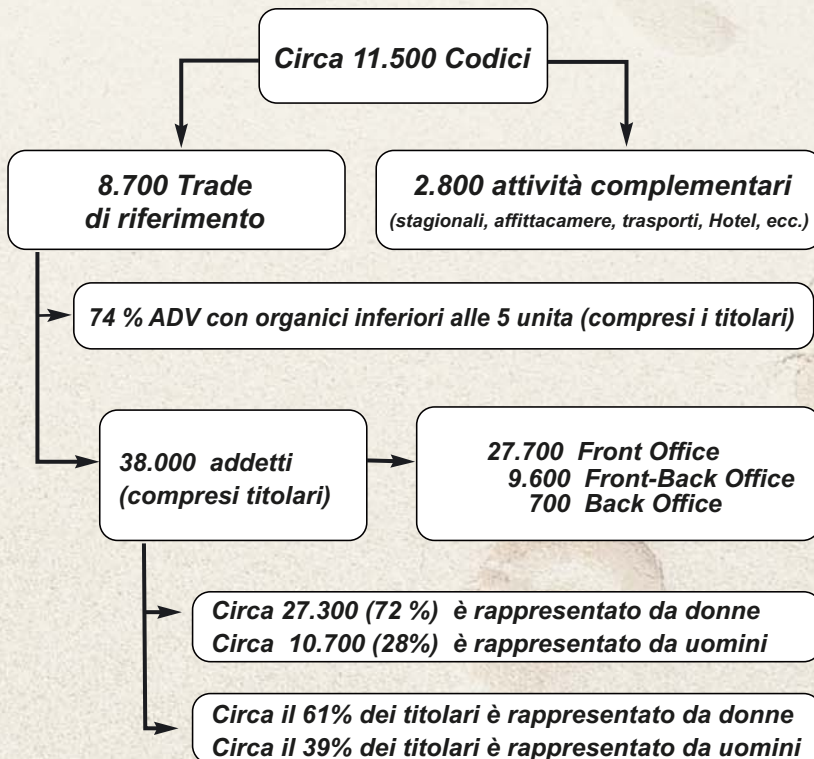 Circa 11.500 Codici
8.700 Trade
di riferimento
2.800 attività complementari
(stagionali, affittacamere, trasporti, Hotel, ecc.)
74 % ADV con organici inferiori alle 5 unita (compresi i titolari)
38.000 addetti
(compresi titolari)
27.700 Front Office
9.600 Front-Back Office
700 Back Office
Circa 27.300 (72 %) è rappresentato da donne
Circa 10.700 (28%) è rappresentato da uomini
Circa il 61% dei titolari è rappresentato da donne
Circa il 39% dei titolari è rappresentato da uomini